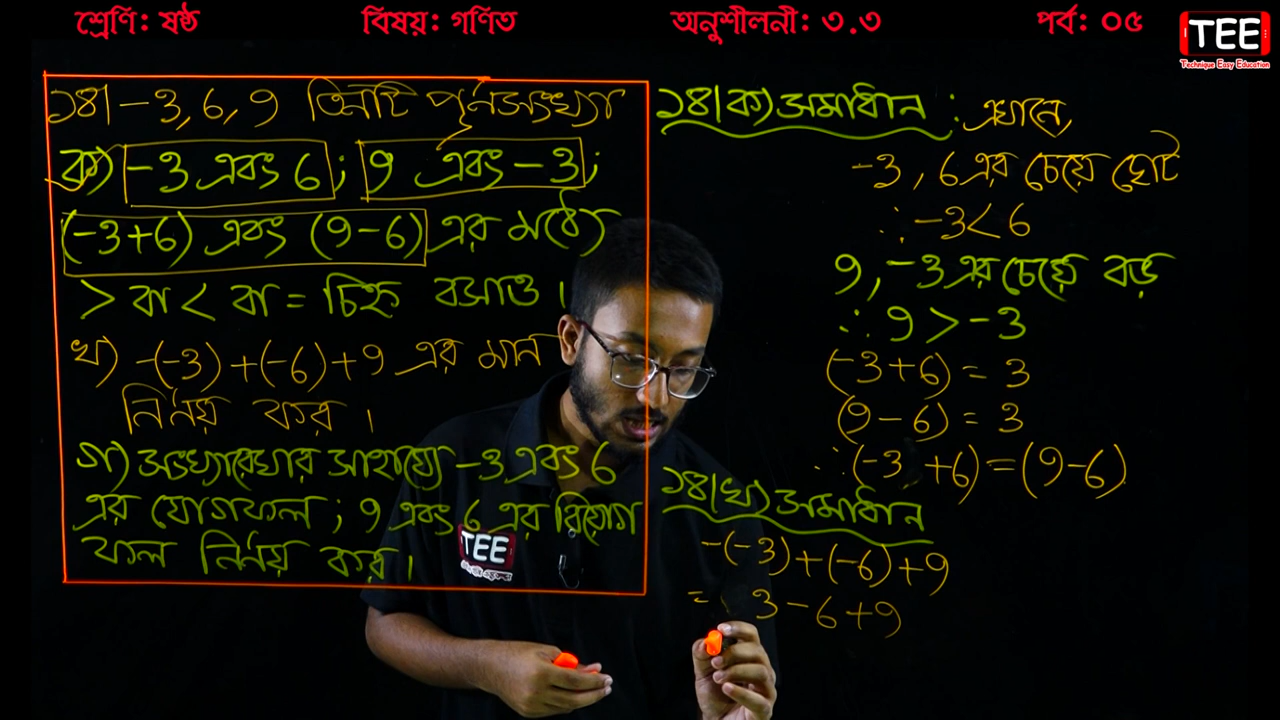 শ্রেণি: ষষ্ঠ বিষয়: গণিত অনুশীলনী: ৩.৩ পর্ব: ০৫
TEE
Technique Easy Education
১৪। -3, 6, 9 তিনটি পূর্ণসংখ্যা
ক) -3 এবং 6; 9 এবং -3;
(-3+6) এবং (9-6) এর মধ্যে
> বা < বা = চিহ্ন বসাও।
খ) -(-3)+(-6)+9 এর মান
নির্ণয় কর।
গ) সংখ্যারেখার সাহায্যে -3 এবং 6
এর যোগফল; 9 এবং 6 এর বিয়োগ
ফল নির্ণয় কর।
১৪।ক) সমাধান: এখানে,
-3, 6 এর চেয়ে ছোট
∴ -3<6
9, -3 এর চেয়ে বড়
∴ 9>-3
(-3+6) = 3
(9-6) = 3
∴ (-3+6)=(9-6)
১৪।খ) সমাধান
-(-3)+(-6)+9
= 3-6+9
TEE